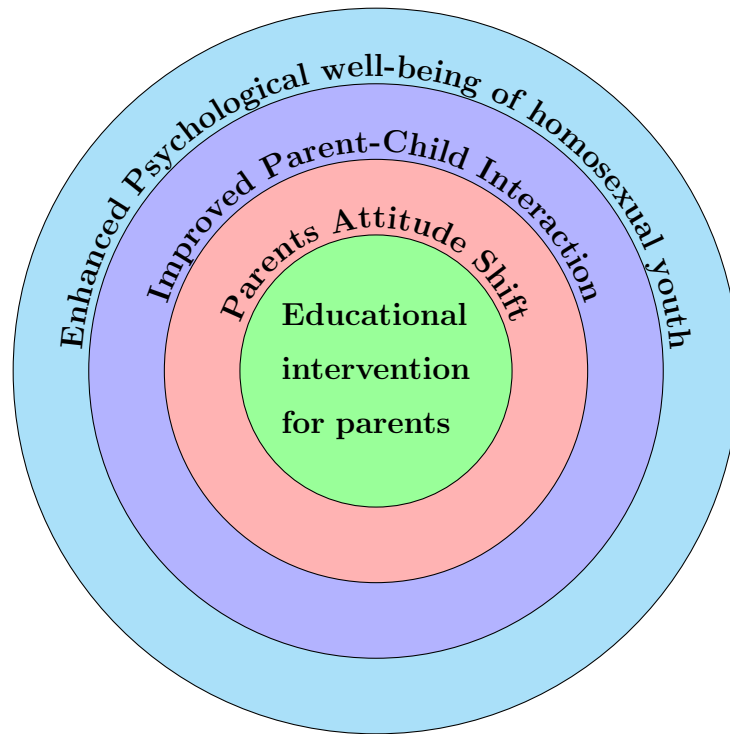 Enhanced Psychological well-being of homosexual youth
Improved Parent-Child Interaction
Parents Attitude Shift
Educational
intervention
for parents